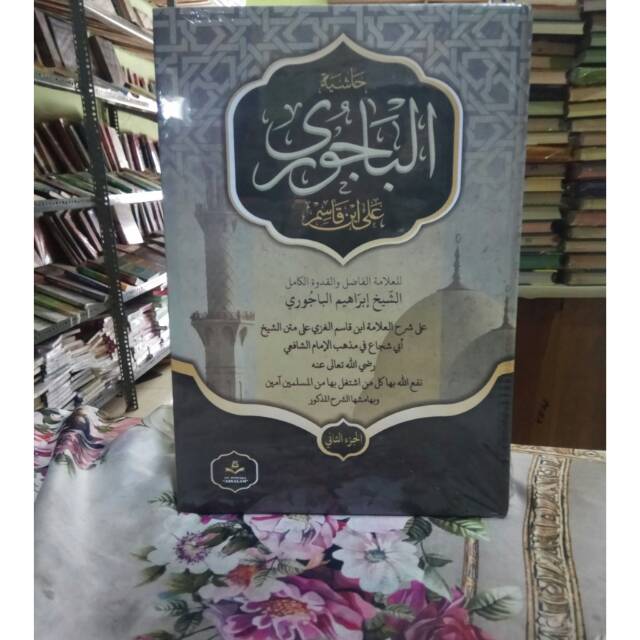 حاشية
الباجوري
على ابن قاسم
للعلامة الفاضل والقدوة الكامل
الشيخ إبراهيم الباجوري
على شرح العلامة ابن قاسم الغزي على متن الشيخ
أبي شجاع في مذهب الإمام الشافعي
رضي الله تعالى عنه
نفع الله بها كل من اشتغل بها من المسلمين آمين
وبهامشها الشرح المذكور
الجزء الثاني
"ASSALAM"